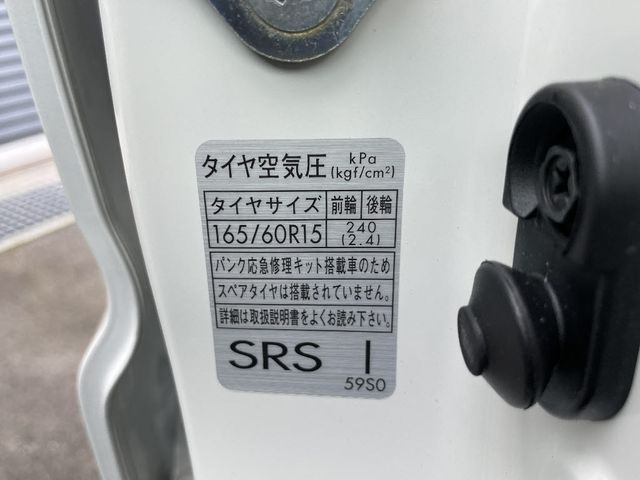 タイヤ空気圧 kPa (kgf/cm²)
タイヤサイズ 前輪 後輪
165/60R15 240 (2.4)
パンク応急修理キット搭載車のため
スペアタイヤは搭載されていません。
詳細は取扱説明書をよくお読み下さい。
SRS I
59S0